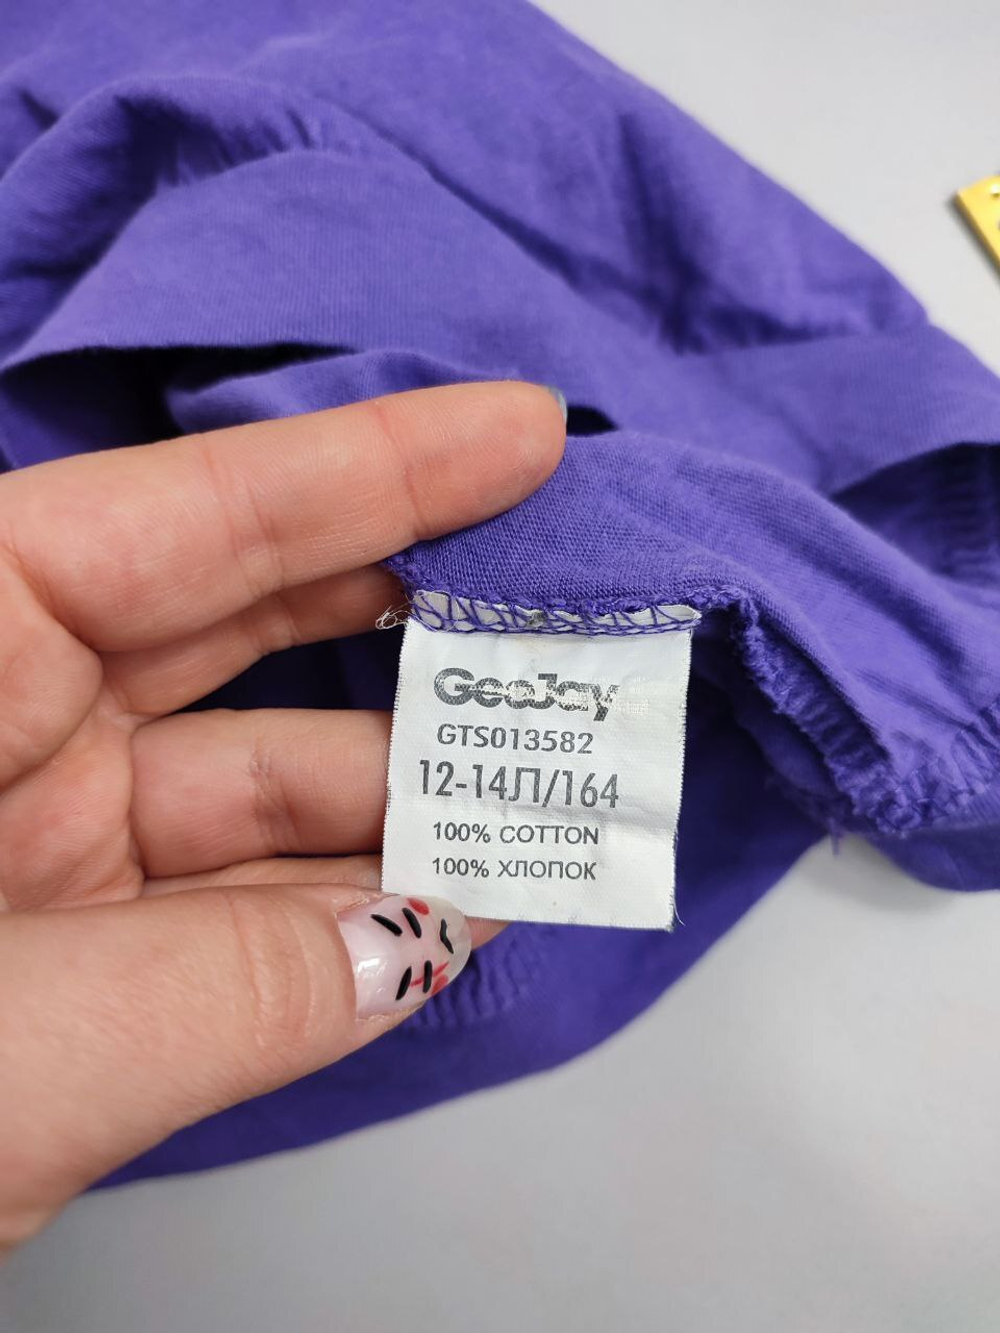 GeeJay
GTS013582
12-14Л/164
100% COTTON
100% ХЛОПОК